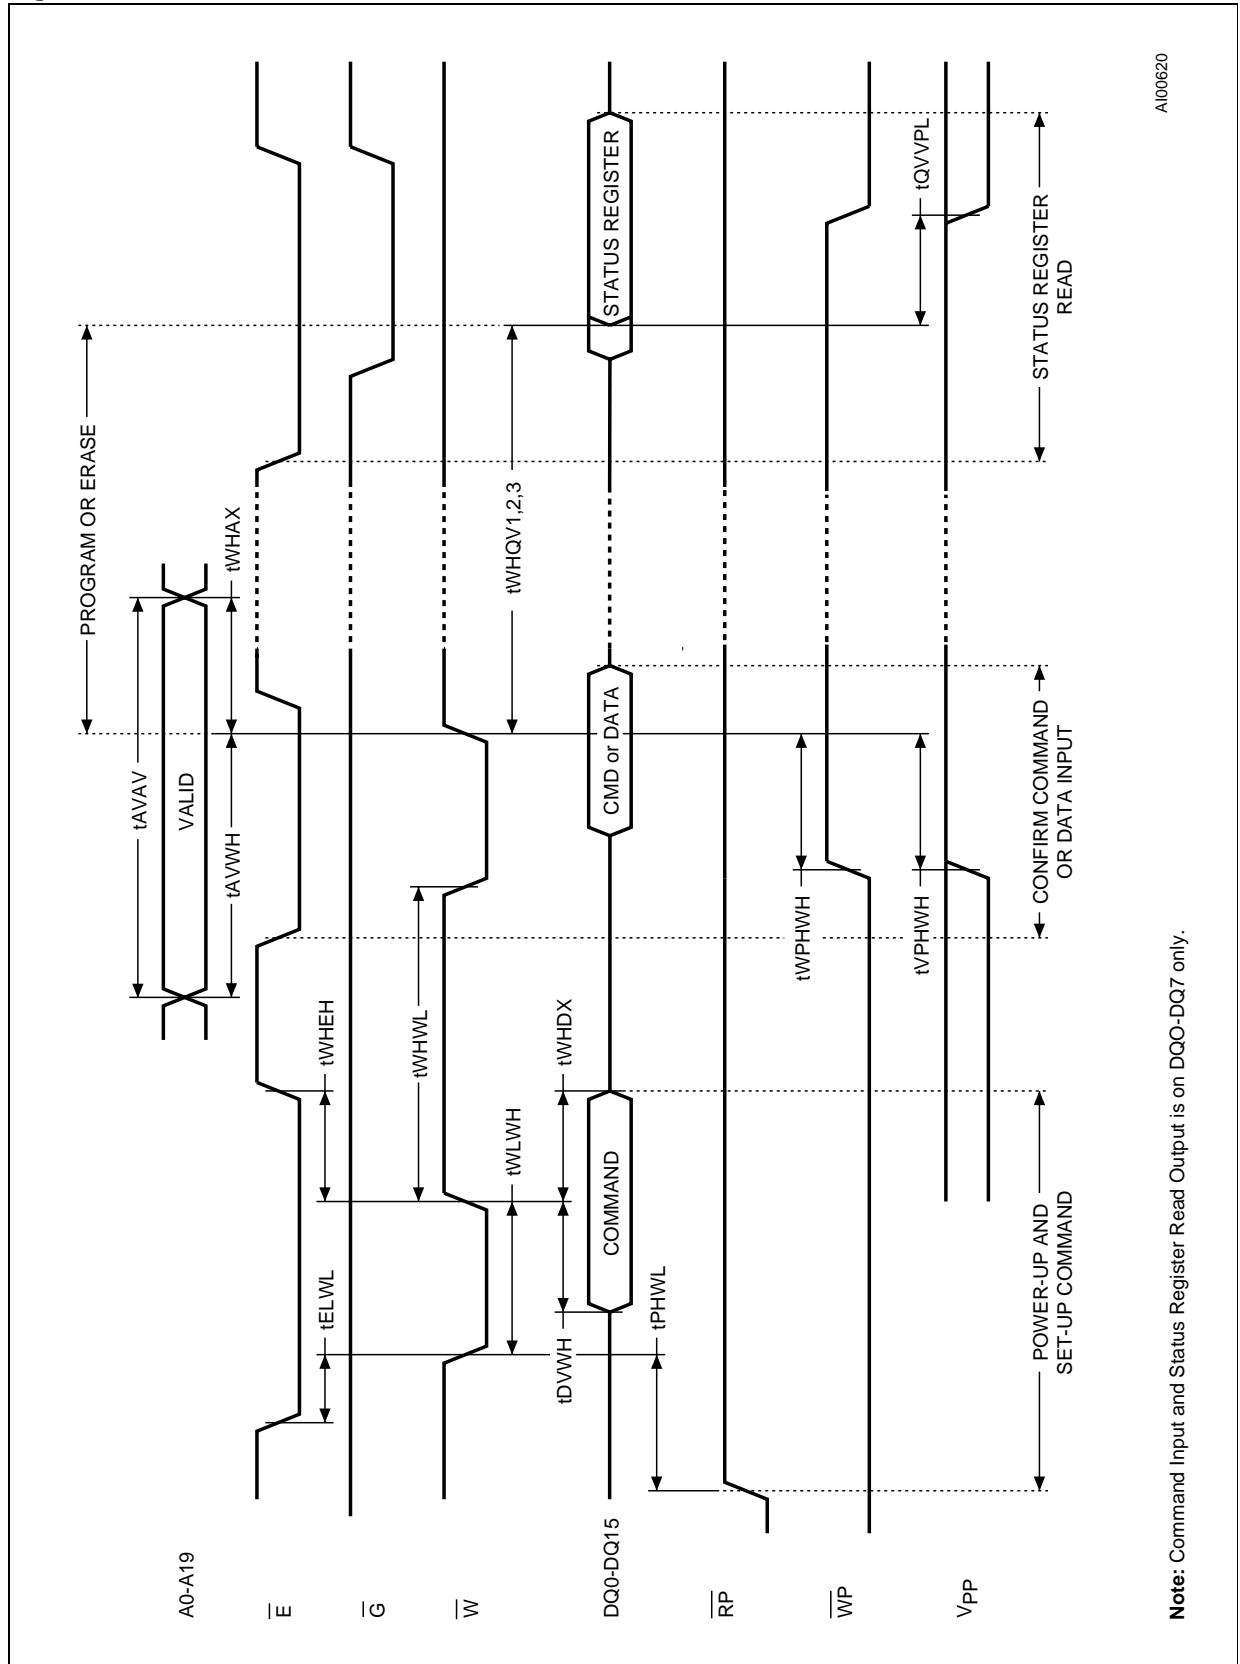 PROGRAM OR ERASE
tAVAV
A0-A19
VALID
tAVWH
tWHAX
E
tELWL
tWHEH
G
tWHWL
W
tWLWH
tWHQV1,2,3
tDVWH
tWHDX
DQ0-DQ15
COMMAND
CMD or DATA
STATUS REGISTER
tPHWL
RP
tWPHWH
WP
tVPHWH
tQVVPL
VPP
POWER-UP AND
SET-UP COMMAND
CONFIRM COMMAND
OR DATA INPUT
STATUS REGISTER
READ
AI00620
Note: Command Input and Status Register Read Output is on DQO-DQ7 only.